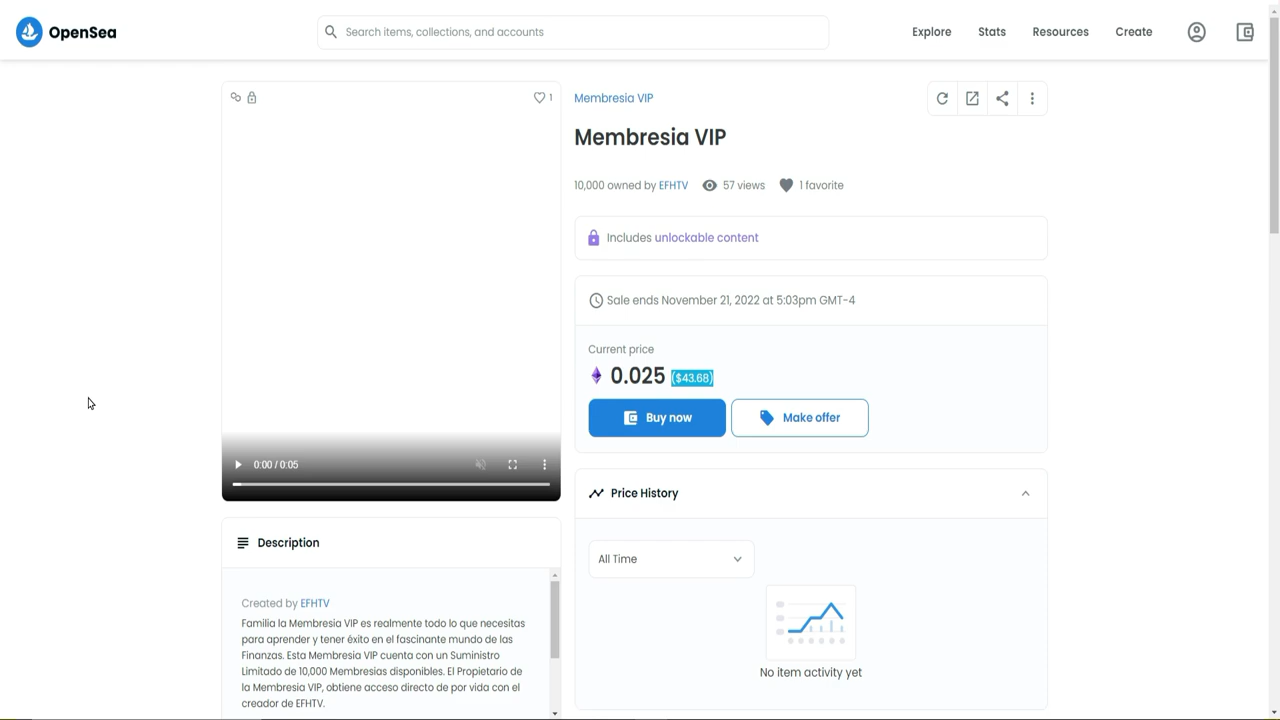 OpenSea
Search items, collections, and accounts
Explore
Stats
Resources
Create
1
Membresia VIP
Membresia VIP
10,000 owned by EFHTV
57 views
1 favorite
Includes unlockable content
Sale ends November 21, 2022 at 5:03pm GMT-4
Current price
0.025 ($43.68)
Buy now
Make offer
0:00 / 0:05
Price History
All Time
No item activity yet
Description
Created by EFHTV
Familia la Membresia VIP es realmente todo lo que necesitas
para aprender y tener éxito en el fascinante mundo de las
Finanzas. Esta Membresia VIP cuenta con un Suministro
Limitado de 10,000 Membresias disponibles. El Propietario de
la Membresia VIP, obtiene acceso directo de por vida con el
creador de EFHTV.